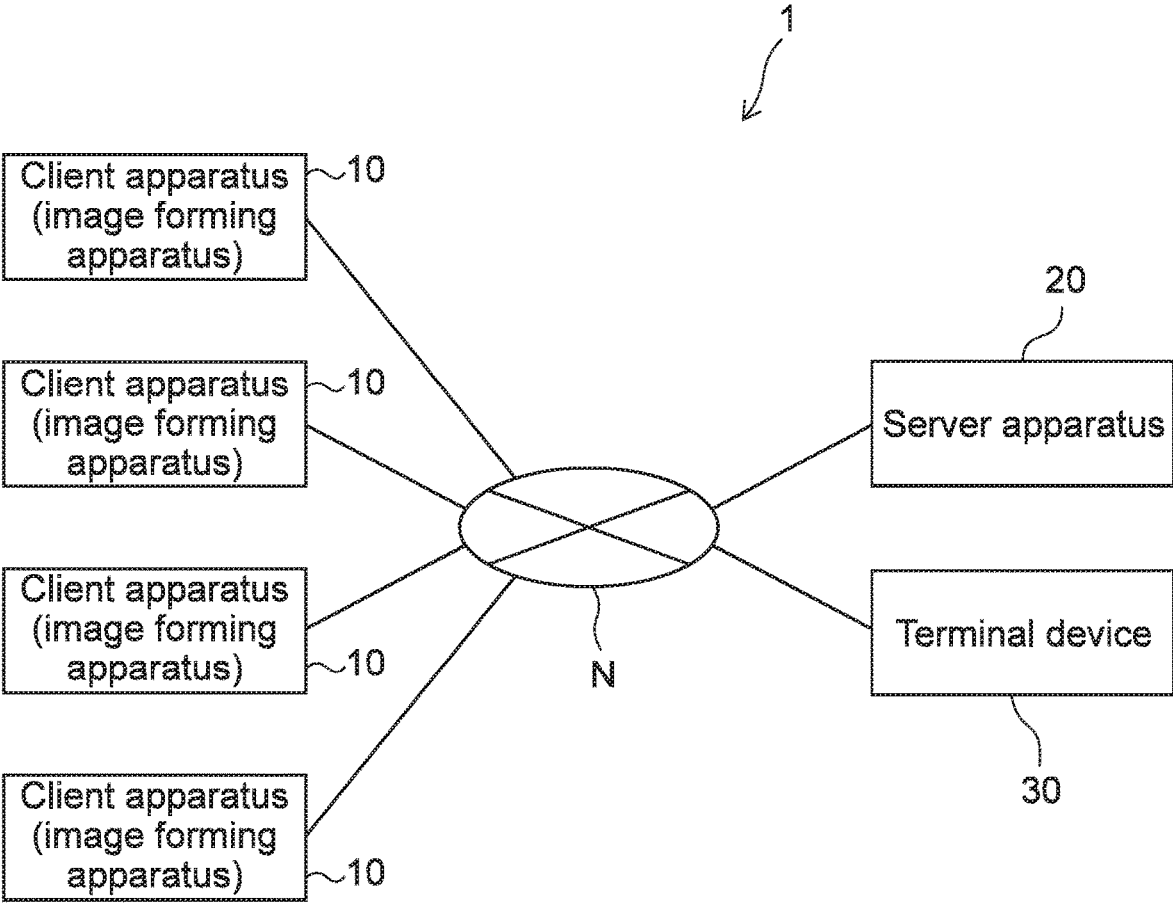 1
Client apparatus
(image forming
apparatus)
10
Client apparatus
(image forming
apparatus)
10
Client apparatus
(image forming
apparatus)
10
Client apparatus
(image forming
apparatus)
10
N
20
Server apparatus
Terminal device
30